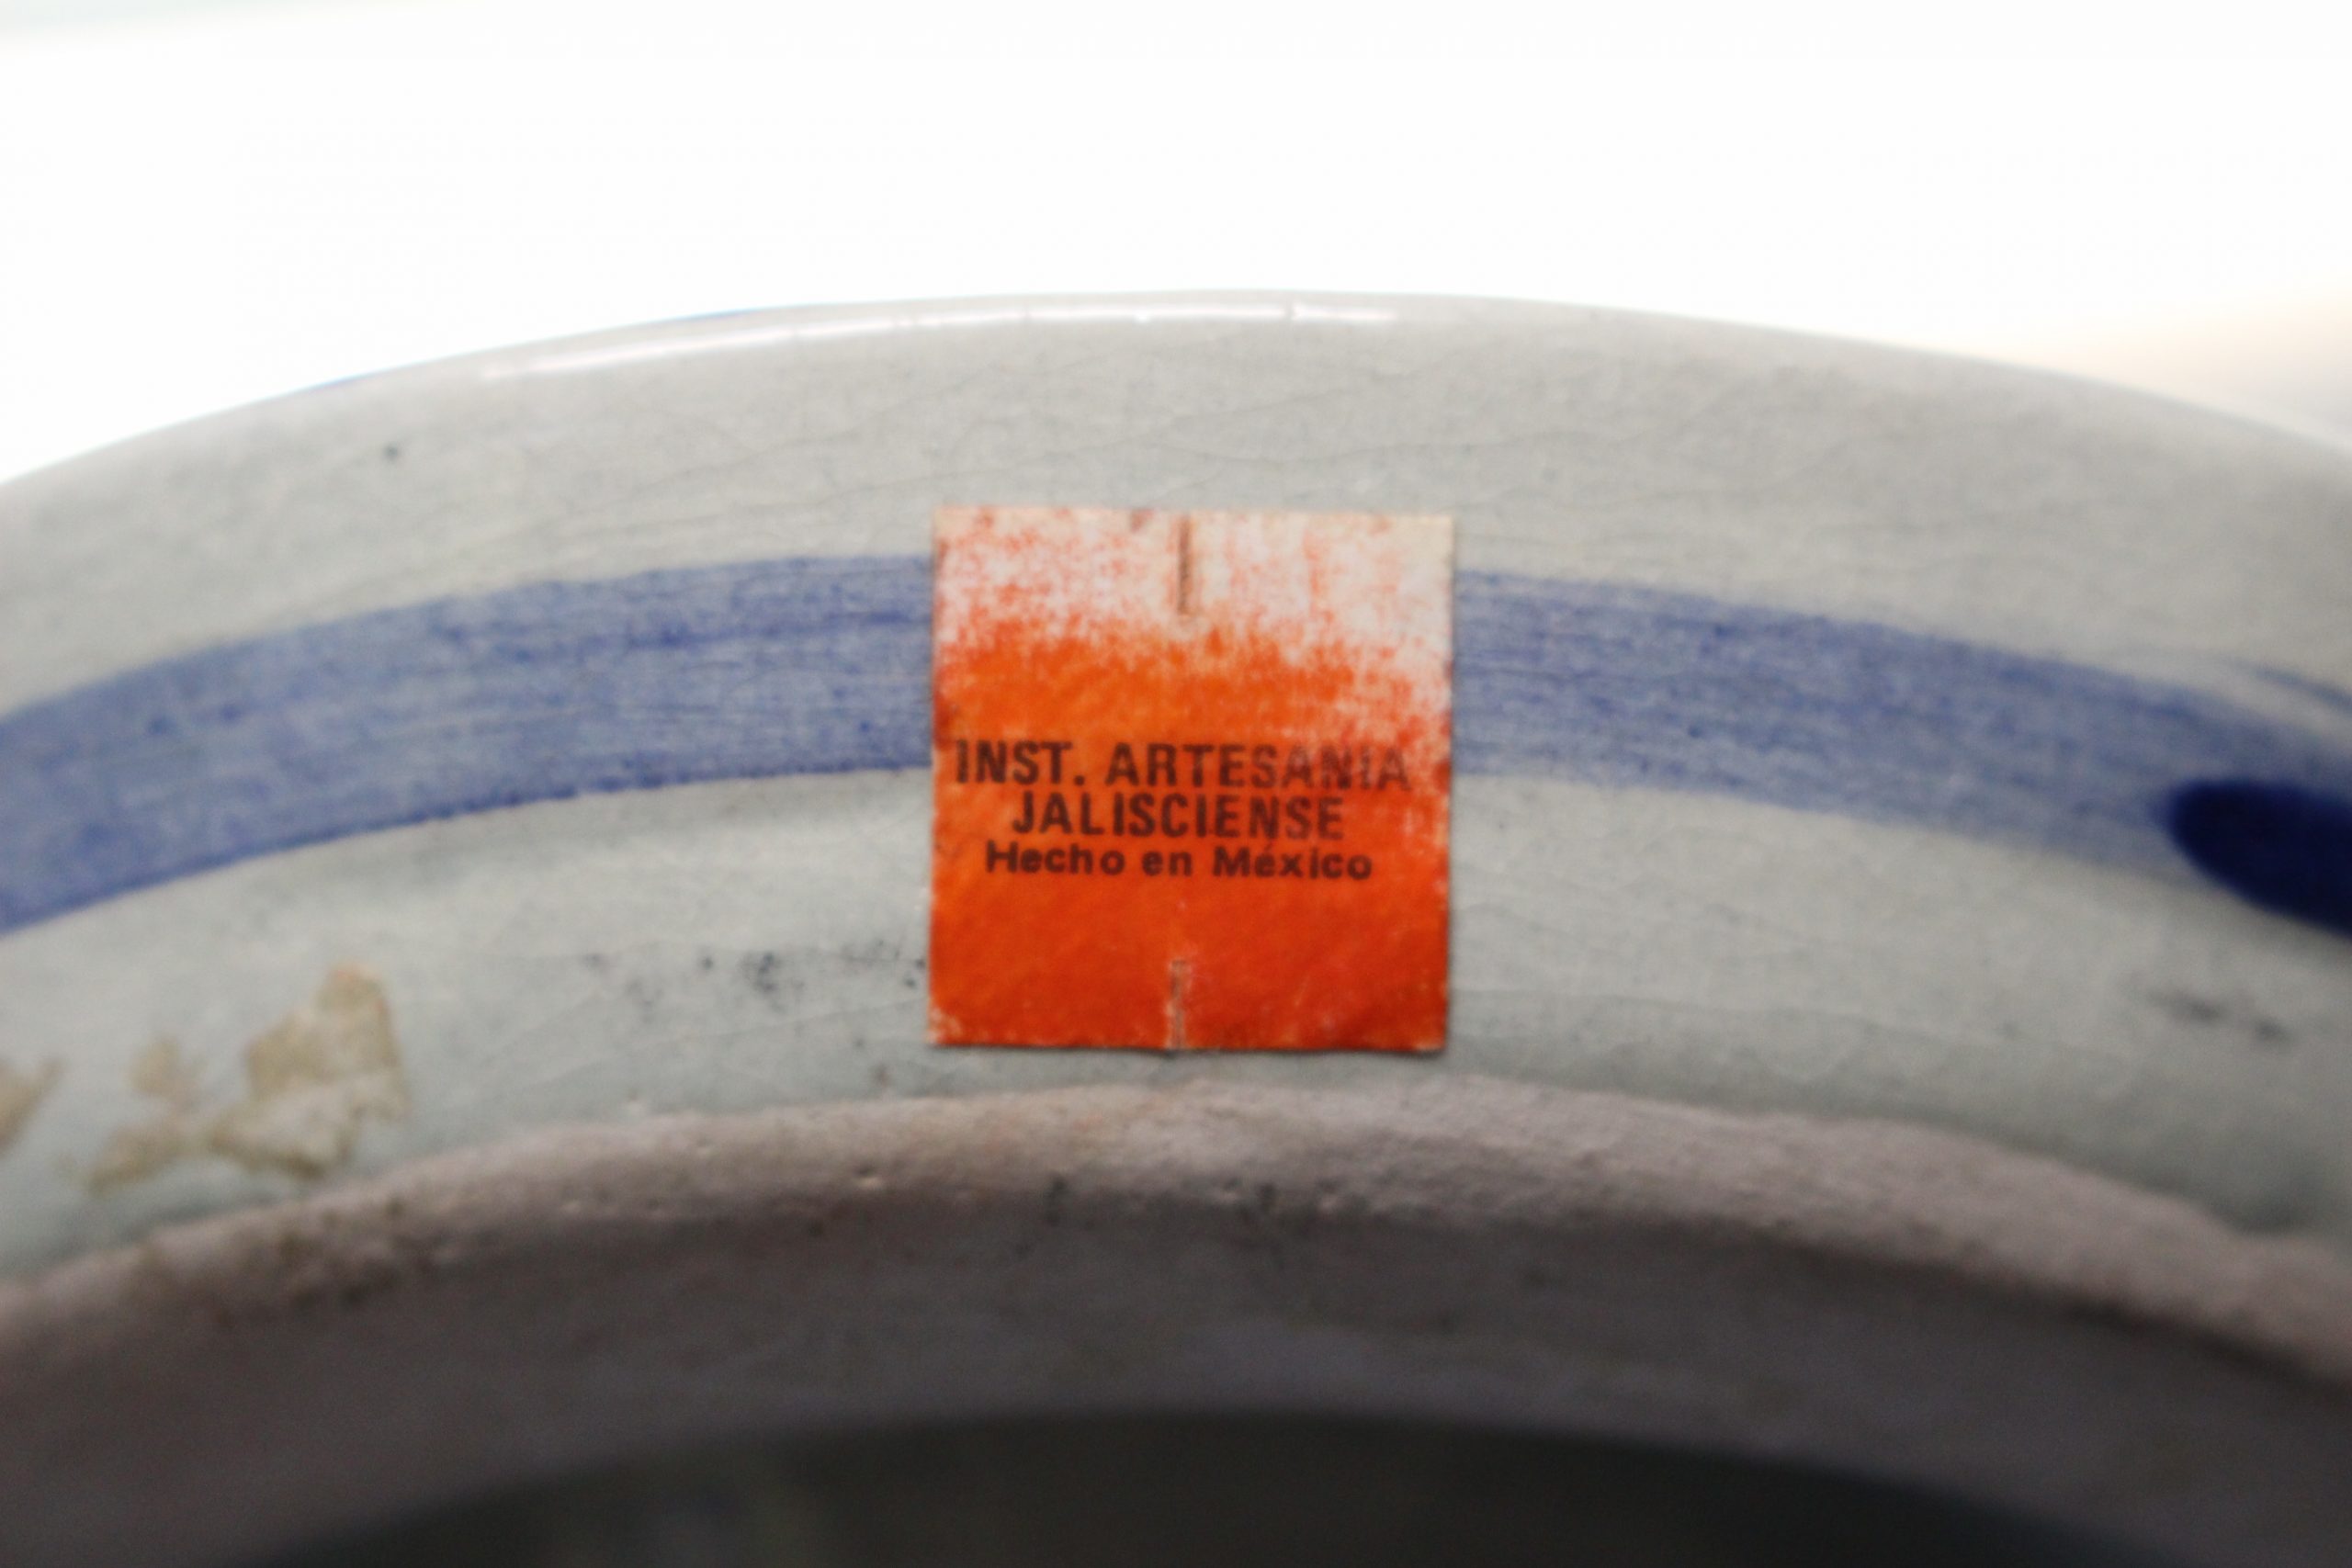 INST. ARTESANIA
JALISCIENSE
Hecho en México